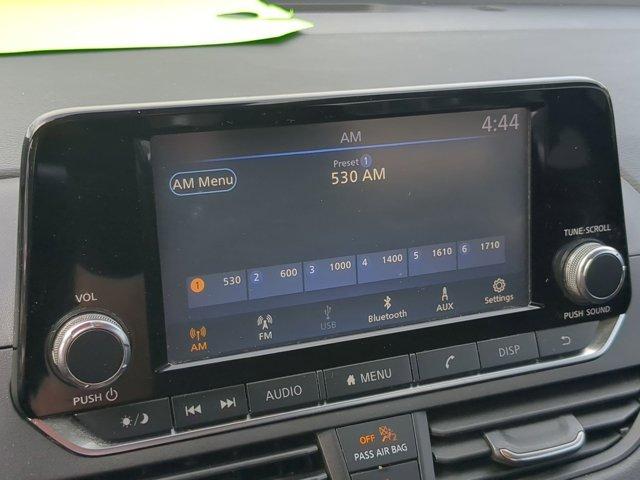 AM
4:44
Preset 1
AM Menu
530 AM
1 530 2 600 3 1000 4 1400 5 1610 6 1710
AM FM USB Bluetooth AUX Settings
VOL
PUSH
TUNE·SCROLL
PUSH SOUND
AUDIO MENU DISP
OFF
PASS AIR BAG